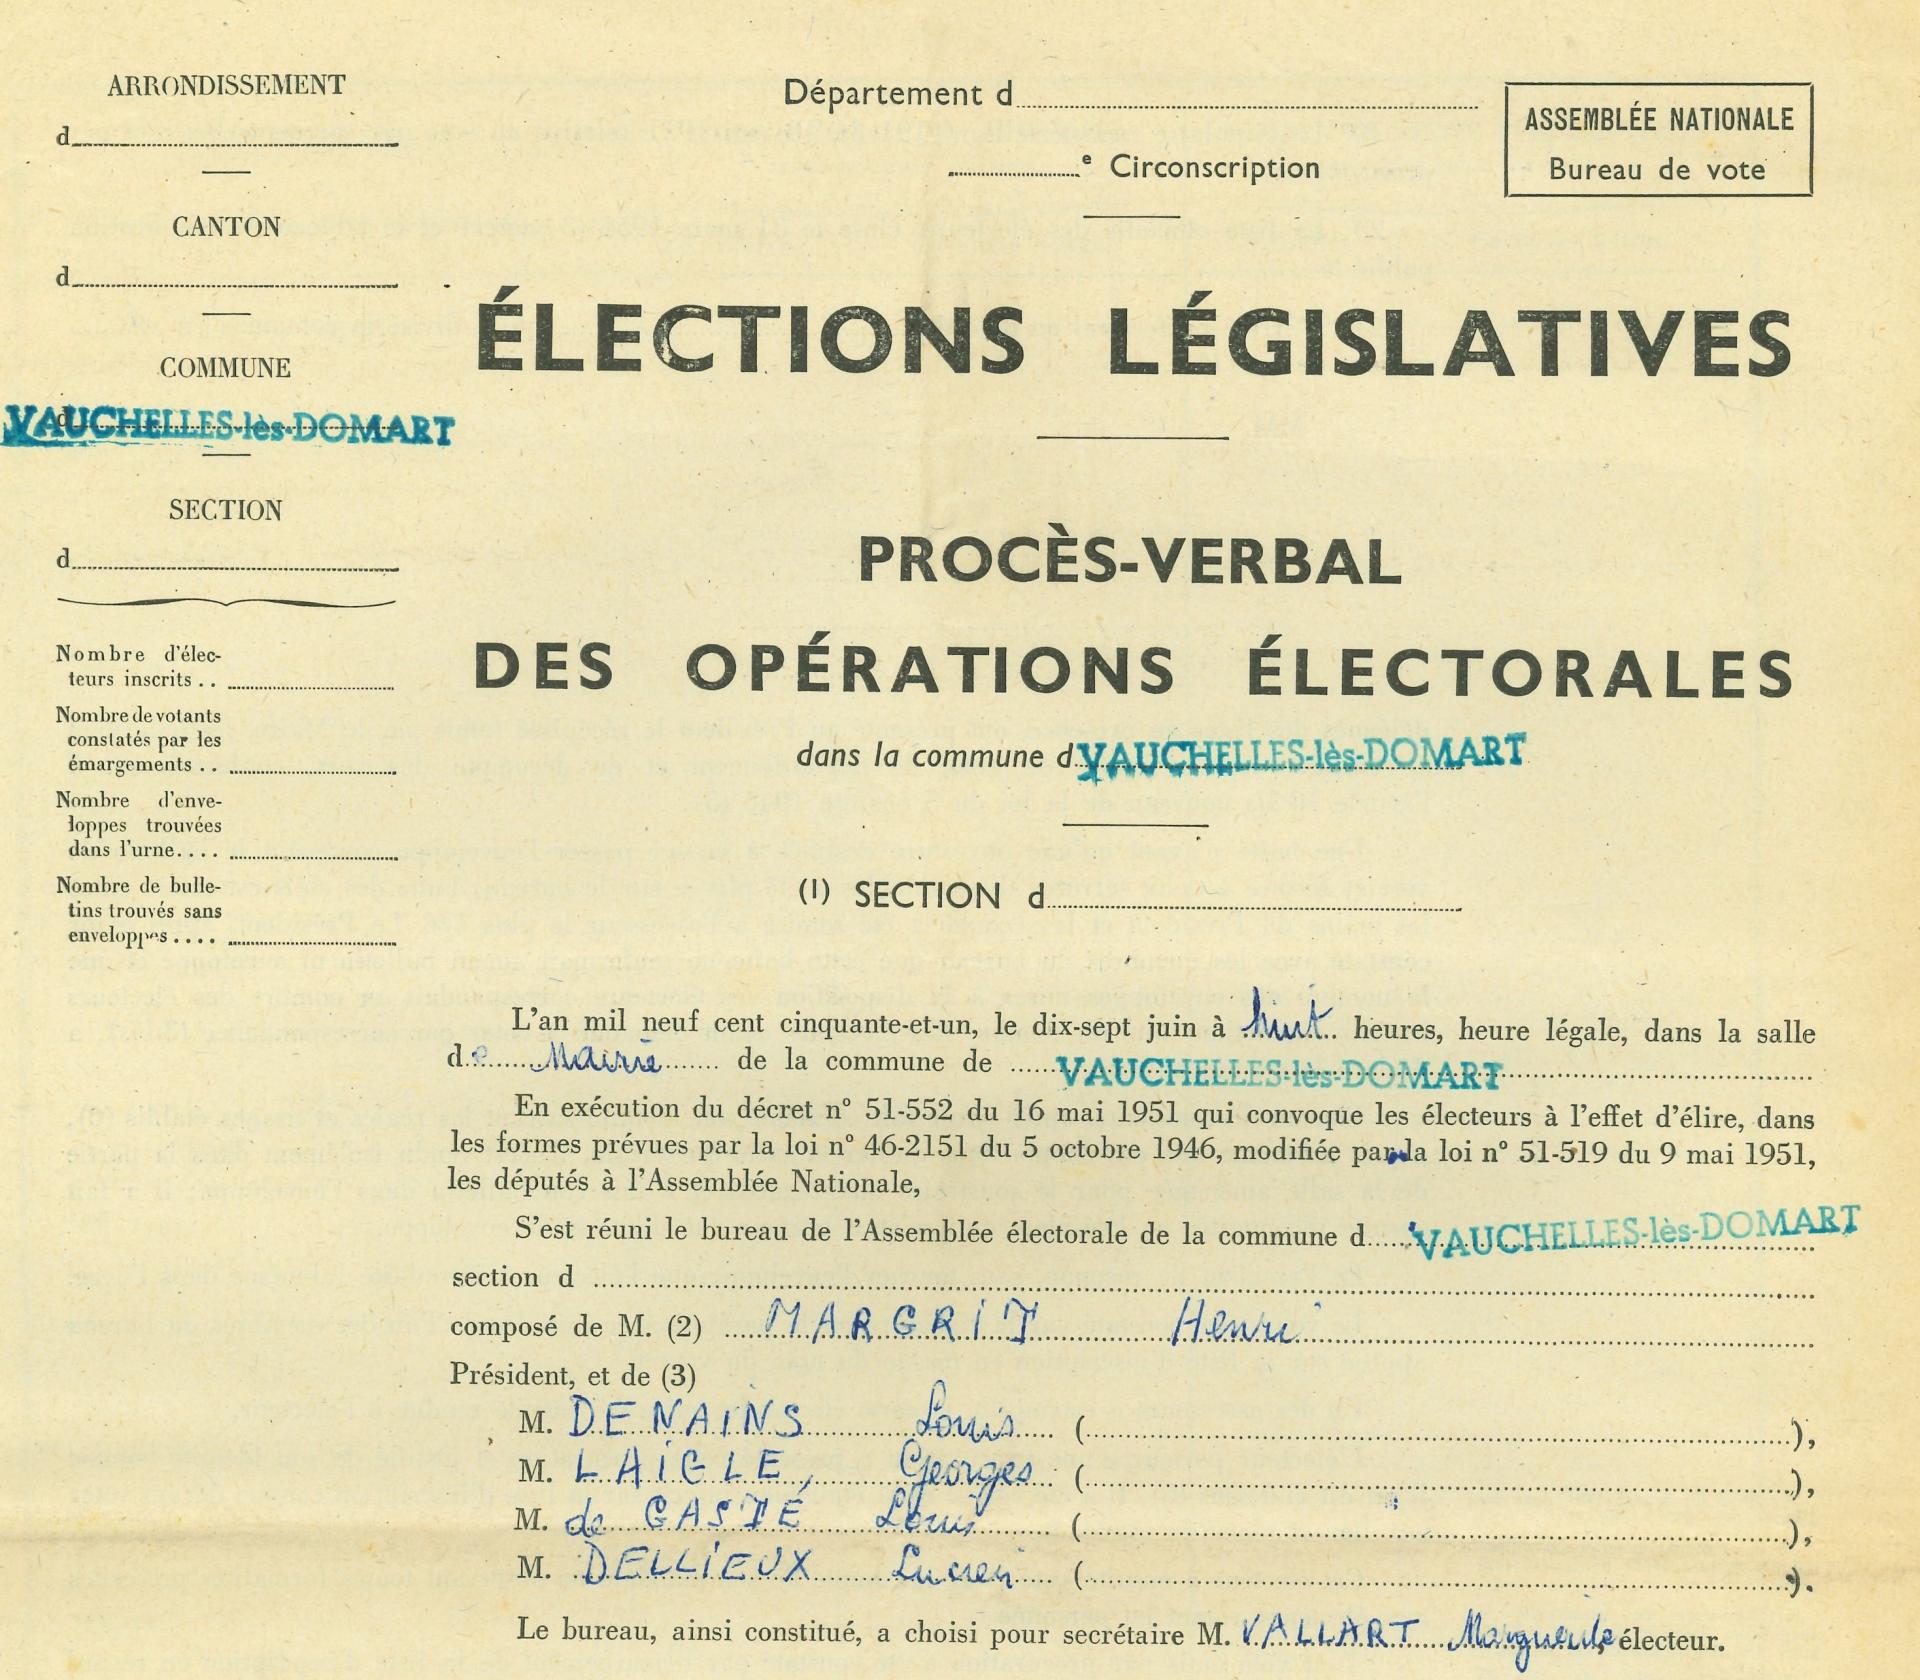 ARRONDISSEMENT
d
CANTON
d
COMMUNE
d VAUCHELLES-lès-DOMART
SECTION
d
Nombre d'élec-
teurs inscrits . .
Nombre de votants
constatés par les
émargements . .
Nombre d'enve-
loppes trouvées
dans l'urne. . . .
Nombre de bulle-
tins trouvés sans
enveloppes . . . .
Département d
e Circonscription
ASSEMBLÉE NATIONALE
Bureau de vote
ÉLECTIONS LÉGISLATIVES
PROCÈS-VERBAL
DES OPÉRATIONS ÉLECTORALES
dans la commune d VAUCHELLES-lès-DOMART
(1) SECTION d
L'an mil neuf cent cinquante-et-un, le dix-sept juin à huit heures, heure légale, dans la salle
de Mairie de la commune de VAUCHELLES-lès-DOMART
En exécution du décret n° 51-552 du 16 mai 1951 qui convoque les électeurs à l'effet d'élire, dans
les formes prévues par la loi n° 46-2151 du 5 octobre 1946, modifiée par la loi n° 51-519 du 9 mai 1951,
les députés à l'Assemblée Nationale,
S'est réuni le bureau de l'Assemblée électorale de la commune d VAUCHELLES-lès-DOMART
section d
composé de M. (2) MARGRIT Henri
Président, et de (3)
M. DENAINS Louis ( ),
M. LAIGLE, Georges ( ),
M. de GASTÉ Louis ( ),
M. DELLIEUX Lucien ( ).
Le bureau, ainsi constitué, a choisi pour secrétaire M. VALLART Marguerite, électeur.